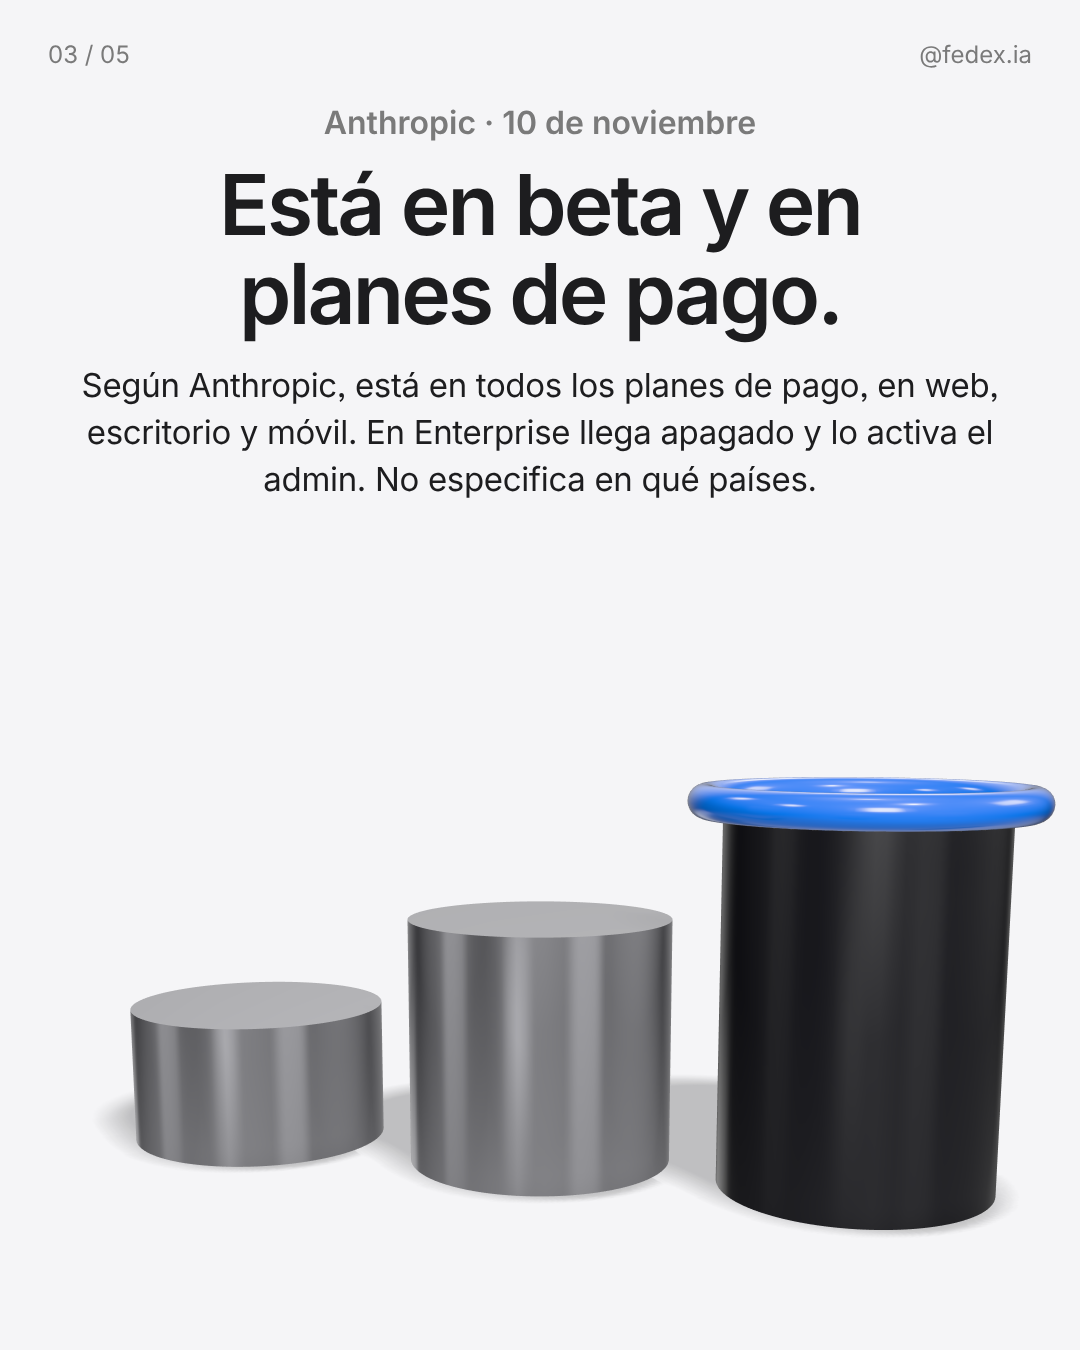 03 / 05
@fedex.ia
Anthropic · 10 de noviembre
Está en beta y en
planes de pago.
Según Anthropic, está en todos los planes de pago, en web,
escritorio y móvil. En Enterprise llega apagado y lo activa el
admin. No especifica en qué países.